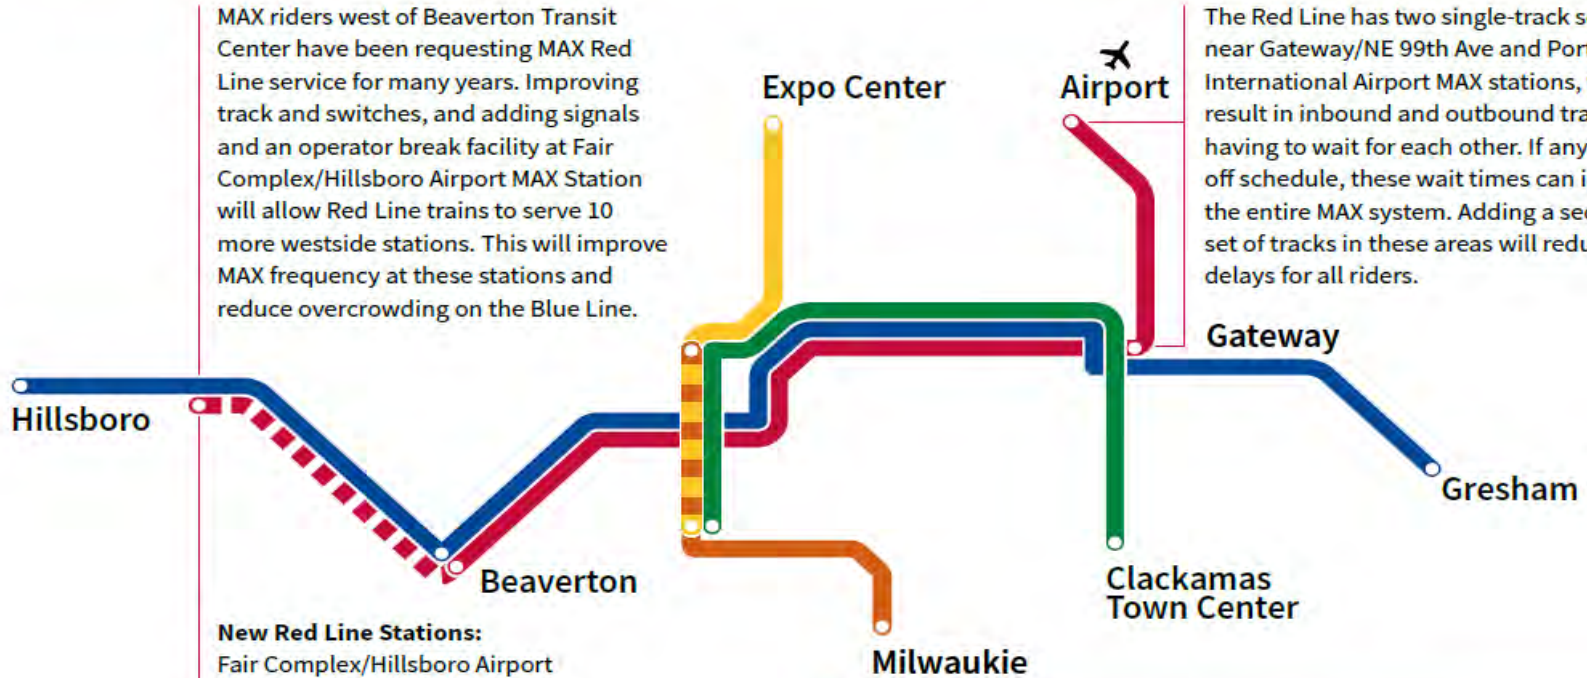 MAX riders west of Beaverton Transit
Center have been requesting MAX Red
Line service for many years. Improving
track and switches, and adding signals
and an operator break facility at Fair
Complex/Hillsboro Airport MAX Station
will allow Red Line trains to serve 10
more westside stations. This will improve
MAX frequency at these stations and
reduce overcrowding on the Blue Line.
The Red Line has two single-track
near Gateway/NE 99th Ave and
International Airport MAX stations,
result in inbound and outbound
having to wait for each other. If any
off schedule, these wait times can
the entire MAX system. Adding a
set of tracks in these areas will
delays for all riders.
Expo Center
Airport
Gateway
Hillsboro
Gresham
Beaverton
Clackamas
Town Center
New Red Line Stations:
Fair Complex/Hillsboro Airport
Milwaukie